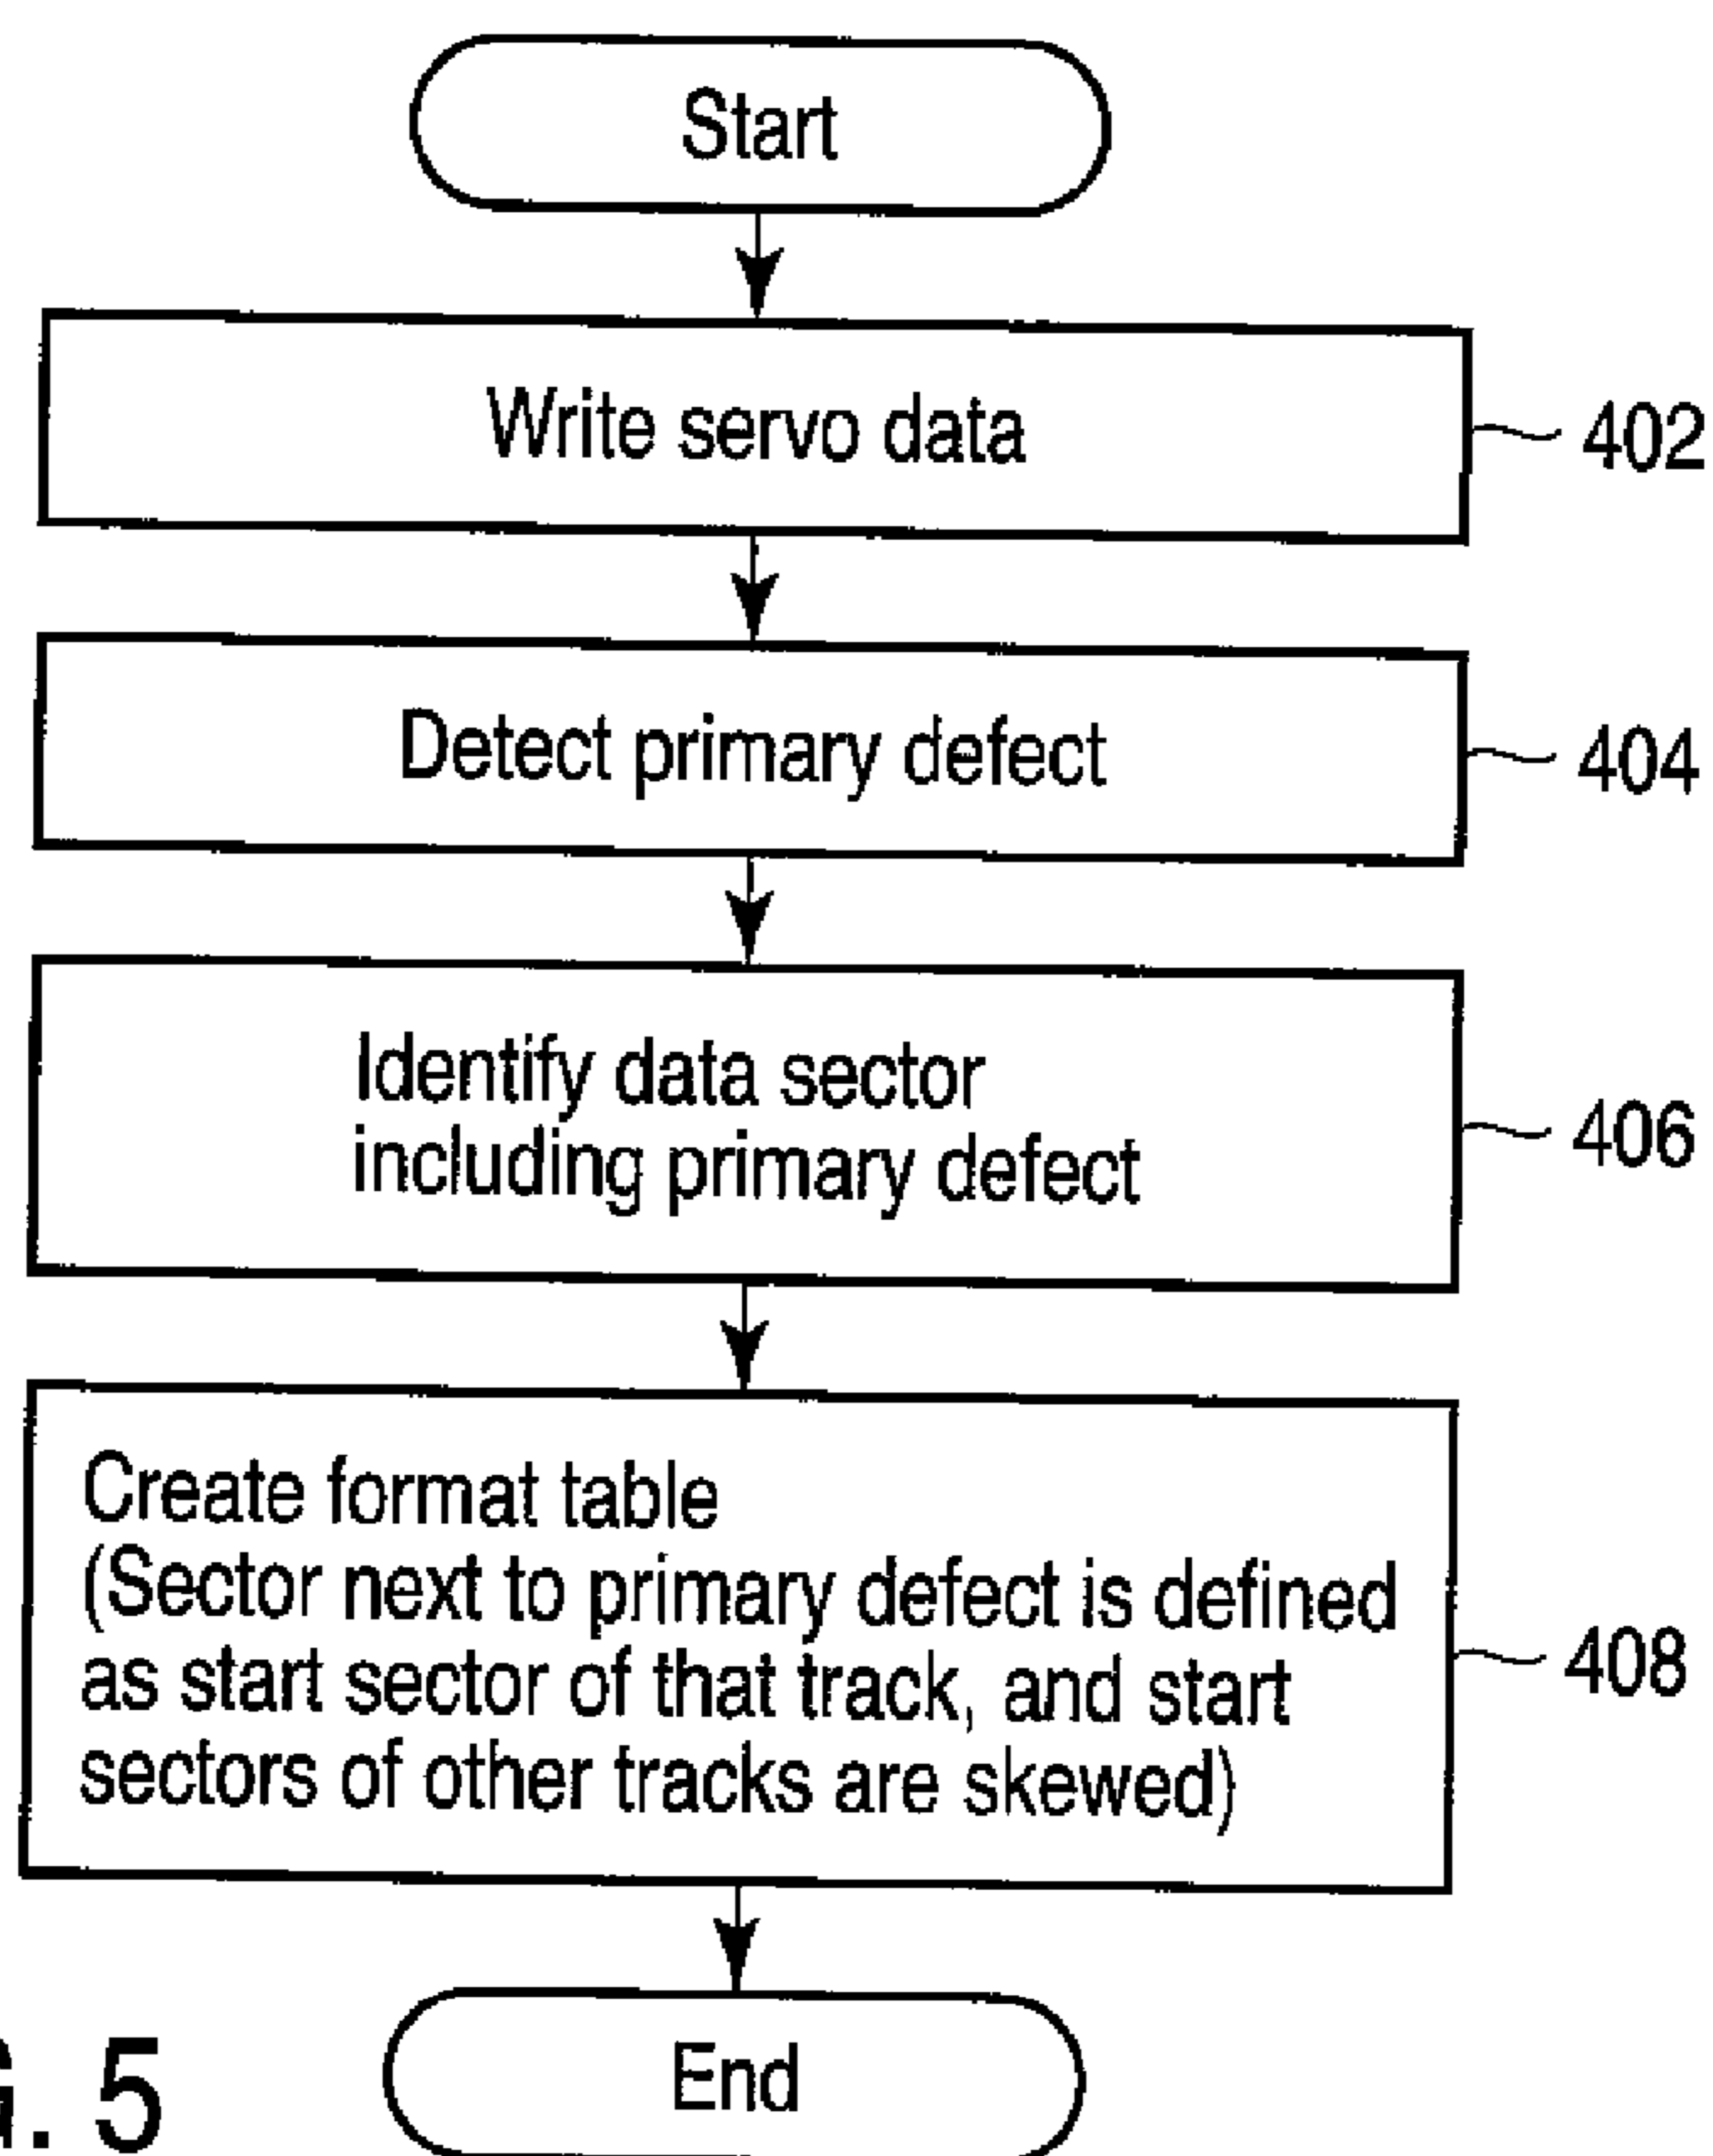 Start
Write servo data
402
Detect primary defect
404
Identify data sector
including primary defect
406
Create format table
(Sector next to primary defect is defined
as start sector of that track, and start
sectors of other tracks are skewed)
408
End
G. 5